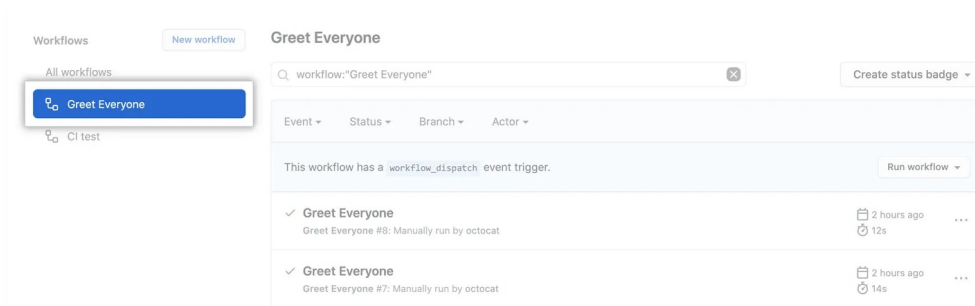 Workflows
New workflow
All workflows
Greet Everyone
CI test
Greet Everyone
workflow:"Greet Everyone"
Create status badge
Event
Status
Branch
Actor
This workflow has a workflow_dispatch event trigger.
Run workflow
Greet Everyone
2 hours ago
Greet Everyone #8: Manually run by octocat
12s
Greet Everyone
2 hours ago
Greet Everyone #7: Manually run by octocat
14s